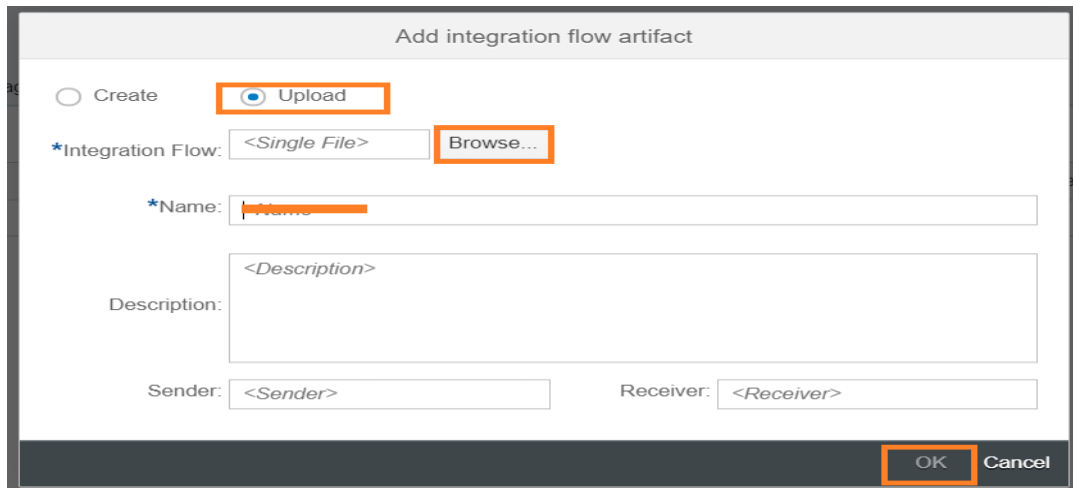 Add integration flow artifact
Create Upload
*Integration Flow: <Single File> Browse...
*Name:
<Description>
Description:
Sender: <Sender> Receiver: <Receiver>
OK Cancel